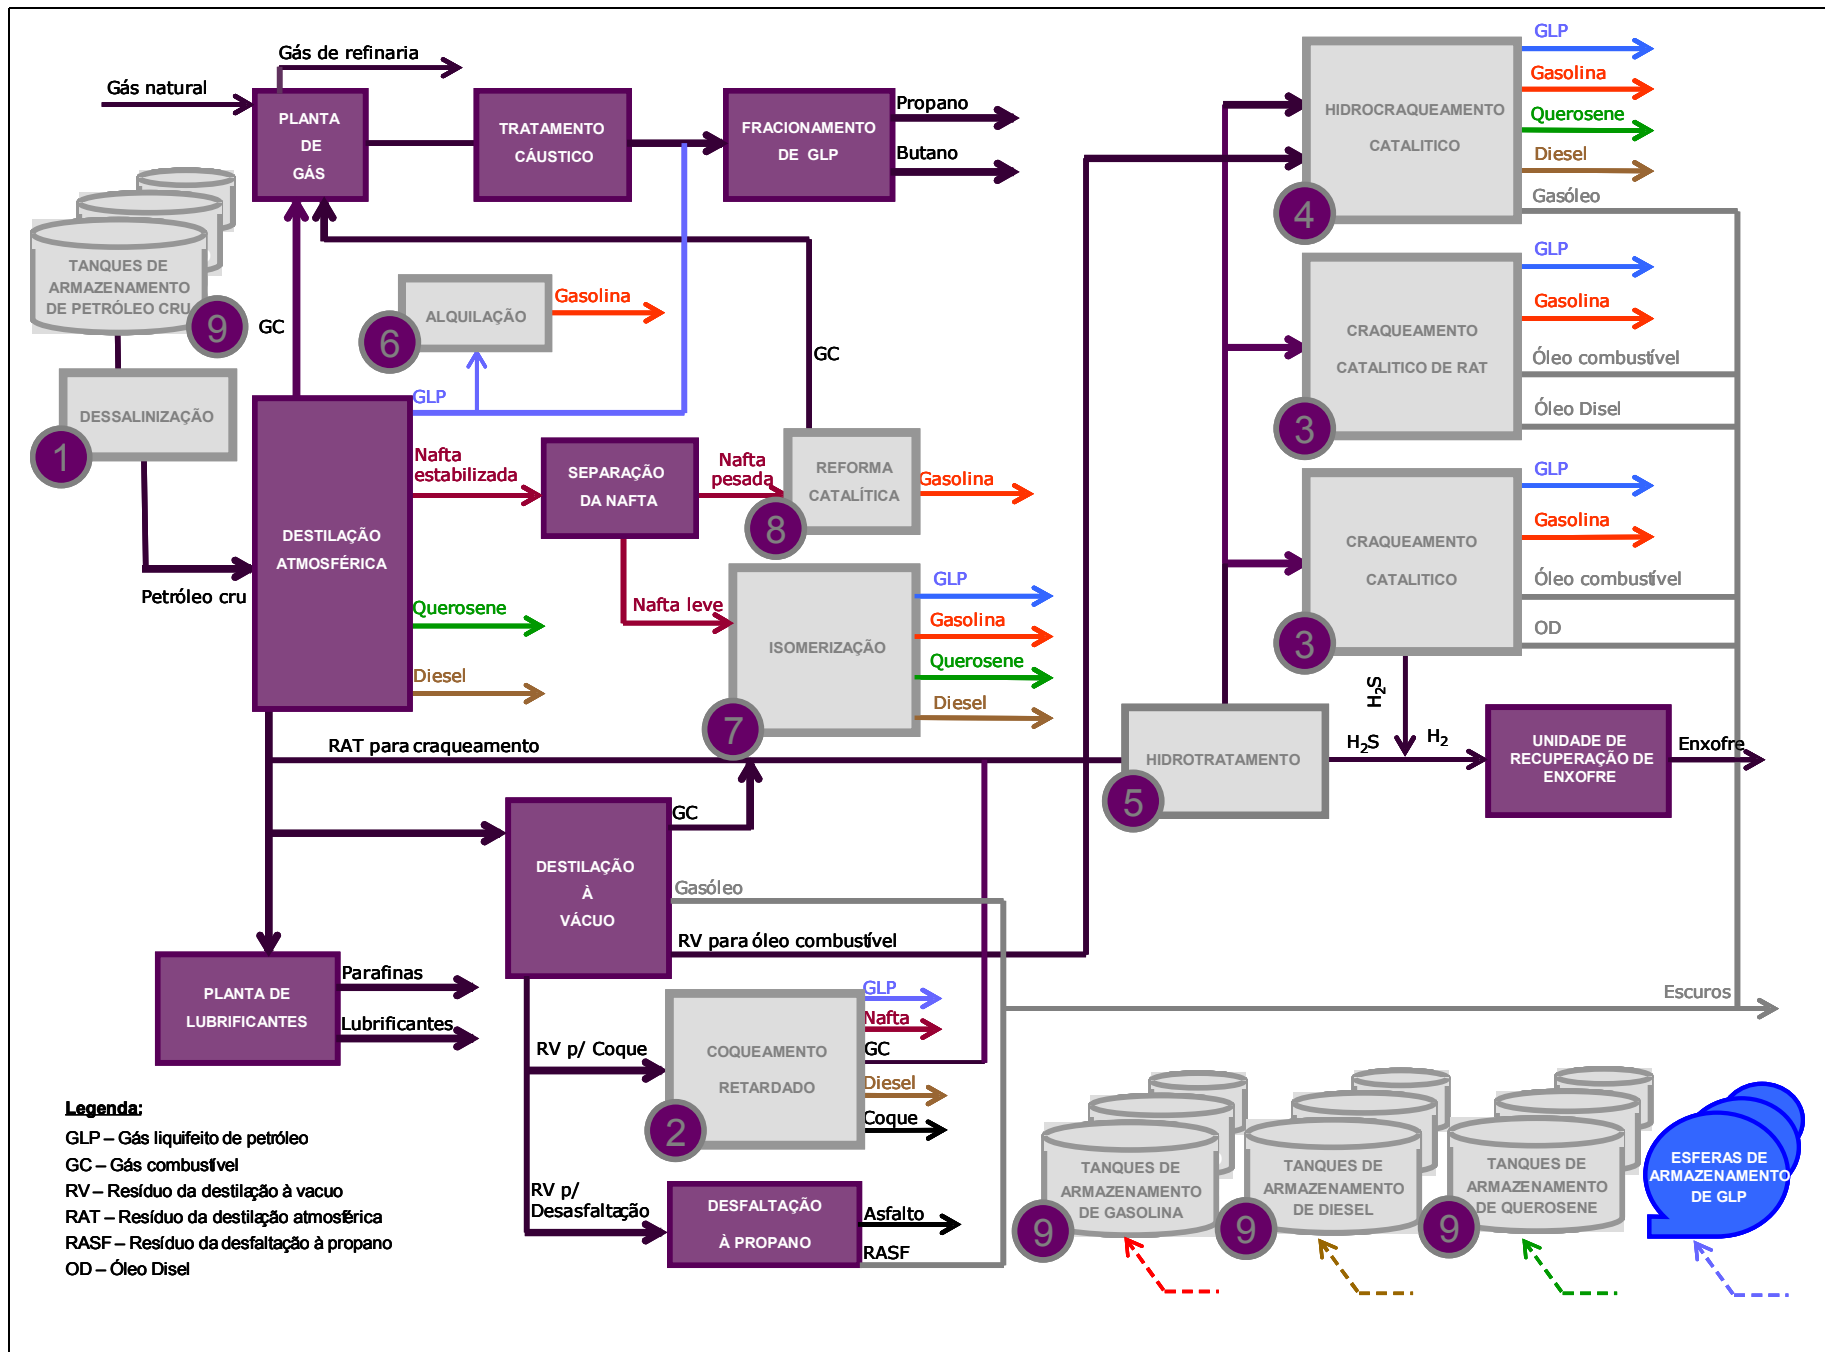 Gás de refinaria
Gás natural
PLANTA
DE
GÁS
TRATAMENTO
CÁUSTICO
FRACIONAMENTO
DE GLP
Propano
Butano
TANQUES DE
ARMAZENAMENTO
DE PETRÓLEO CRU
9
GC
DESSALINIZAÇÃO
1
Petróleo cru
ALQUILAÇÃO
6
Gasolina
GC
GLP
DESTILAÇÃO
ATMOSFÉRICA
Nafta
estabilizada
SEPARAÇÃO
DA NAFTA
Nafta
pesada
REFORMA
CATALÍTICA
8
Gasolina
Querosene
Diesel
Nafta leve
ISOMERIZAÇÃO
7
GLP
Gasolina
Querosene
Diesel
RAT para craqueamento
HIDROCRAQUEAMENTO
CATALITICO
4
GLP
Gasolina
Querosene
Diesel
Gasóleo
CRAQUEAMENTO
CATALITICO DE RAT
3
GLP
Gasolina
Óleo combustível
Óleo Disel
CRAQUEAMENTO
CATALITICO
3
GLP
Gasolina
Óleo combustível
OD
H2S
HIDROTRATAMENTO
5
H2S
H2
UNIDADE DE
RECUPERAÇÃO DE
ENXOFRE
Enxofre
DESTILAÇÃO
À
VÁCUO
GC
Gasóleo
RV para óleo combustível
Escuros
PLANTA DE
LUBRIFICANTES
Parafinas
Lubrificantes
RV p/ Coque
COQUEAMENTO
RETARDADO
2
GLP
Nafta
GC
Diesel
Coque
RV p/
Desasfaltação
DESFALTAÇÃO
À PROPANO
Asfalto
RASF
TANQUES DE
ARMAZENAMENTO
DE GASOLINA
9
TANQUES DE
ARMAZENAMENTO
DE DIESEL
9
TANQUES DE
ARMAZENAMENTO
DE QUEROSENE
9
ESFERAS DE
ARMAZENAMENTO
DE GLP
Legenda:
GLP – Gás liquifeito de petróleo
GC – Gás combustível
RV – Resíduo da destilação à vacuo
RAT – Resíduo da destilação atmosférica
RASF – Resíduo da desfaltação à propano
OD – Óleo Disel